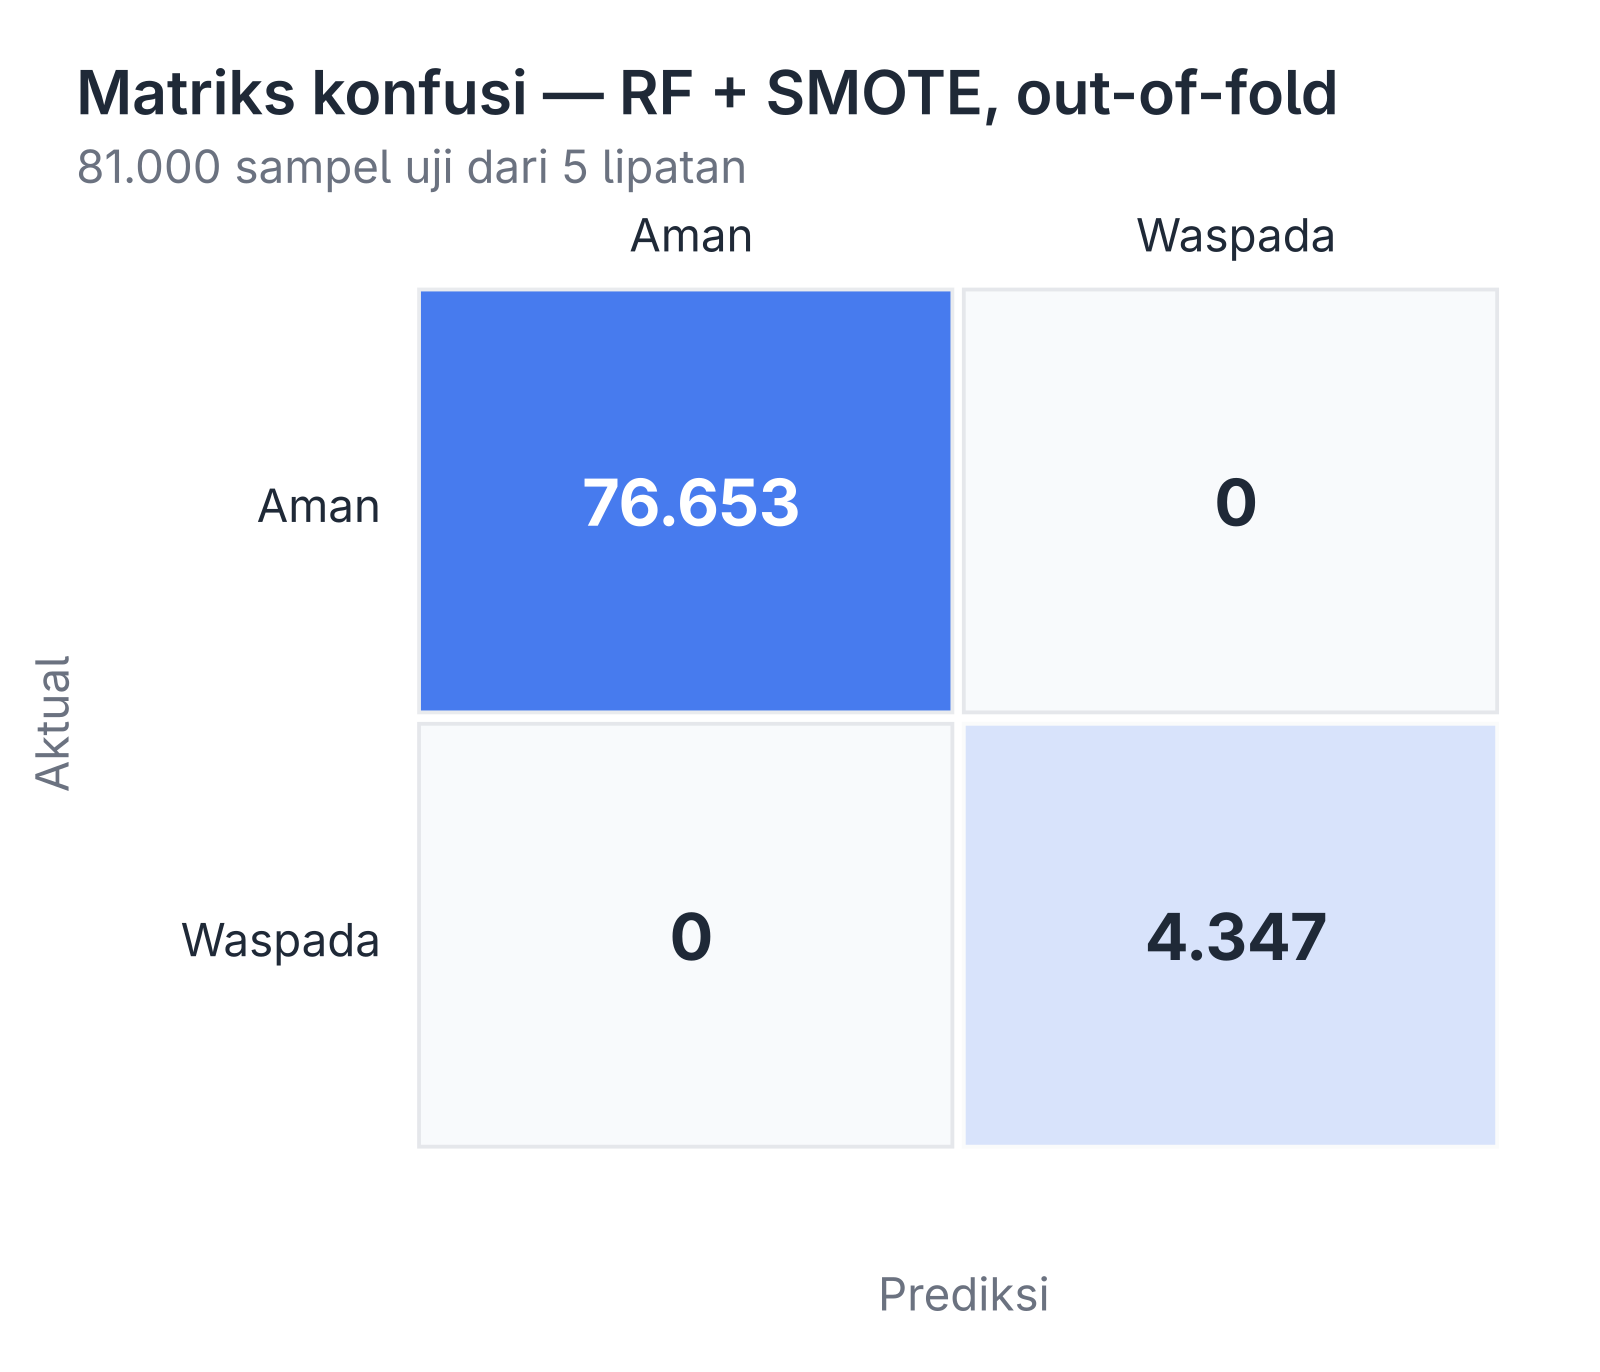 Matriks konfusi — RF + SMOTE, out-of-fold
81.000 sampel uji dari 5 lipatan
Aman Waspada
Aman 76.653 0
Aktual
Waspada 0 4.347
Prediksi